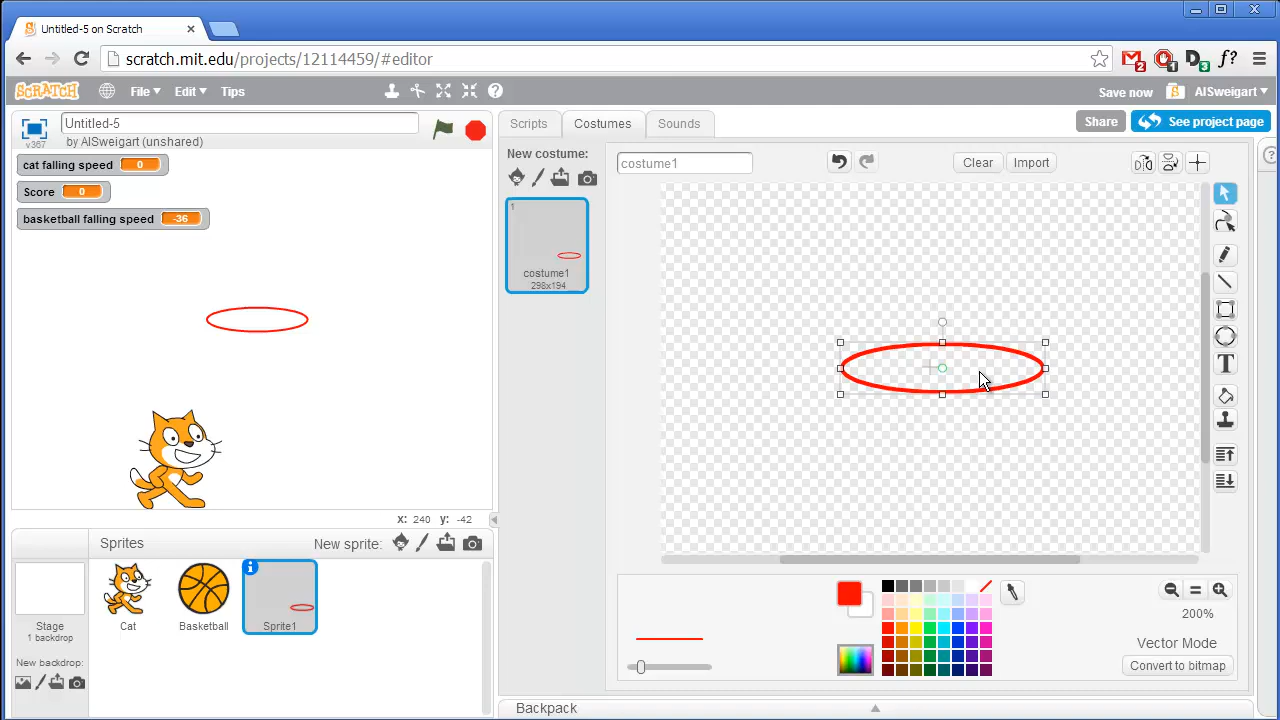 Untitled-5 on Scratch
scratch.mit.edu/projects/12114459/#editor
2
1
D
3
f?
SCRATCH
File
Edit
Tips
Save now
AlSweigart
Untitled-5
by AlSweigart (unshared)
v367
Scripts
Costumes
Sounds
Share
See project page
cat falling speed 0
Score 0
basketball falling speed -36
New costume:
costume1
Clear
Import
1
costume1
298x194
T
x: 240 y: -42
Sprites
New sprite:
Stage
1 backdrop
New backdrop:
Cat
Basketball
Sprite1
200%
Vector Mode
Convert to bitmap
Backpack